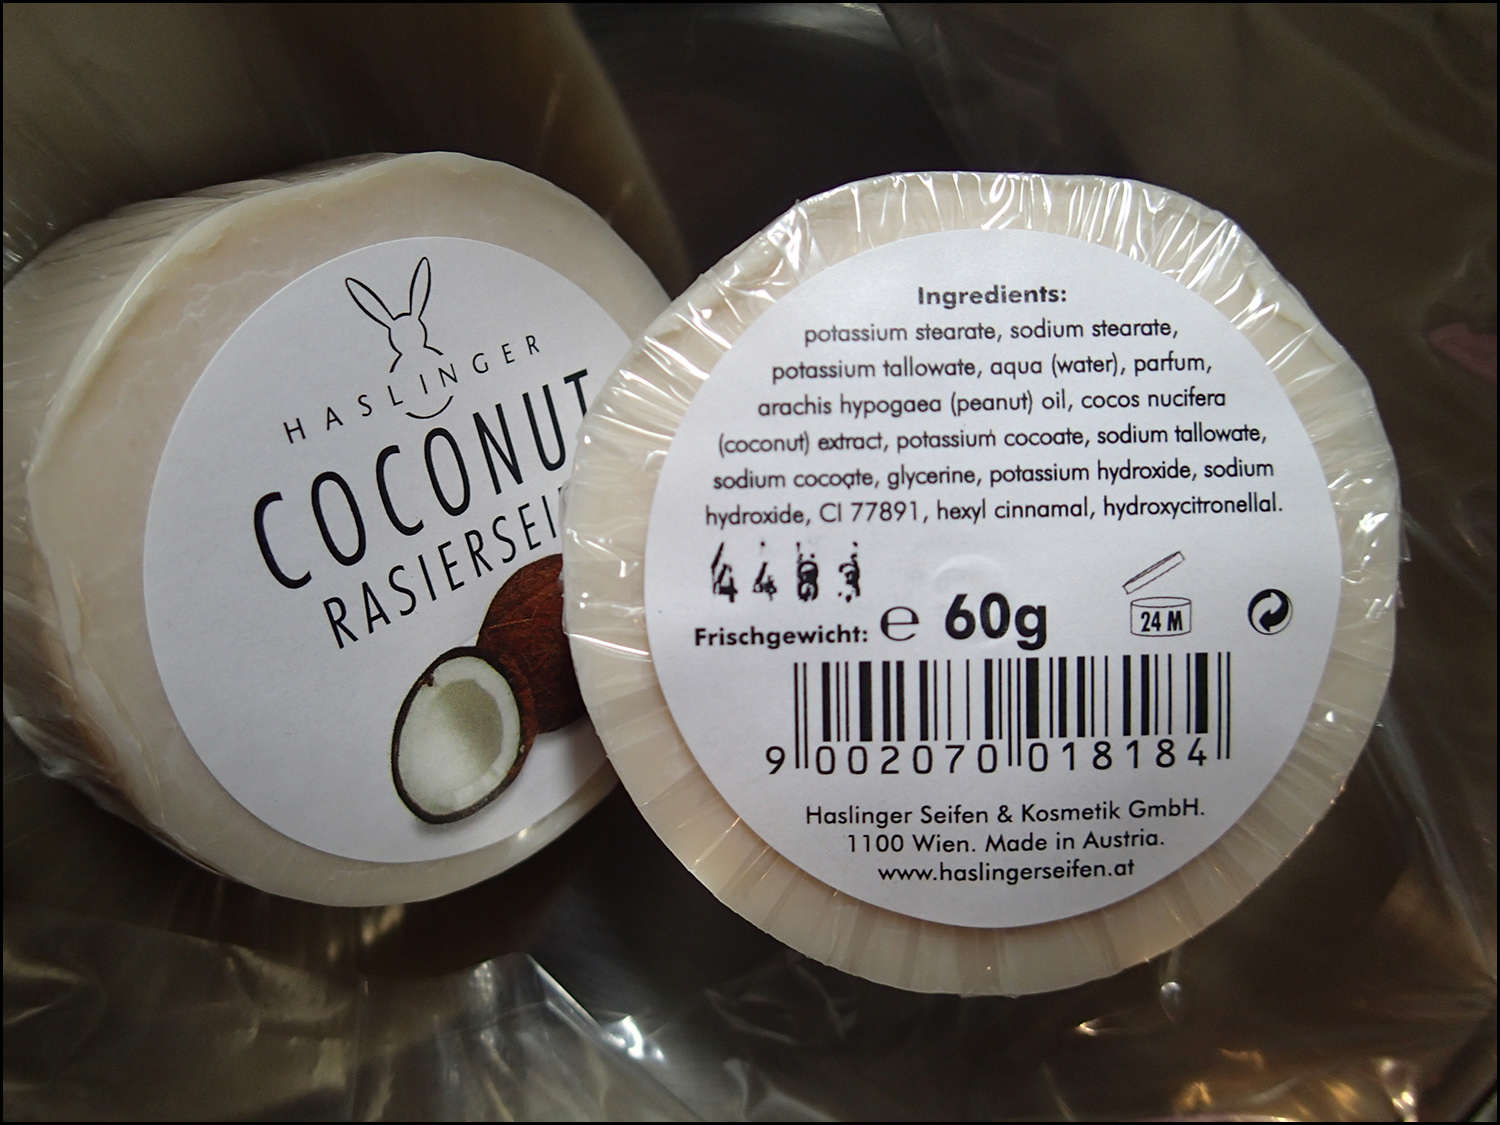 HASLINGER
COCONUT
Ingredients:
potassium stearate, sodium stearate,
potassium tallowate, aqua (water), parfum,
arachis hypogaea (peanut) oil, cocos nucifera
(coconut) extract, potassium cocoate, sodium tallowate,
sodium cocoate, glycerine, potassium hydroxide, sodium
hydroxide, CI 77891, hexyl cinnamal, hydroxycitronellal.
Frischgewicht: e 60g
24 M
9 002070 018184
Haslinger Seifen & Kosmetik GmbH.
1100 Wien. Made in Austria.
www.haslingerseifen.at